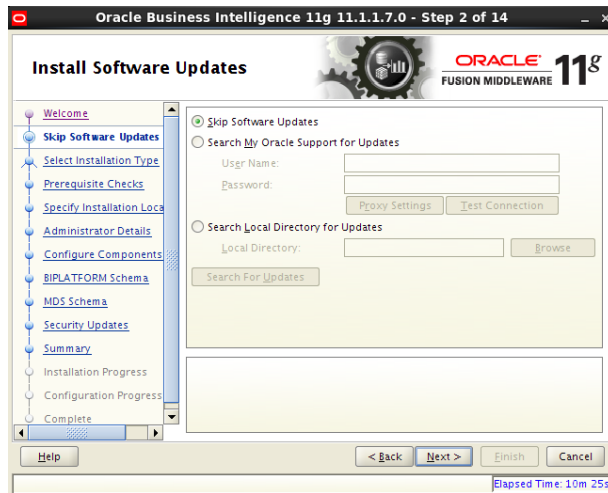 Oracle Business Intelligence 11g 11.1.1.7.0 - Step 2 of 14
Install Software Updates
ORACLE
FUSION MIDDLEWARE
11g
Welcome
Skip Software Updates
Select Installation Type
Prerequisite Checks
Specify Installation Loca
Administrator Details
Configure Components
BIPLATFORM Schema
MDS Schema
Security Updates
Summary
Installation Progress
Configuration Progress
Complete
Skip Software Updates
Search My Oracle Support for Updates
User Name:
Password:
Proxy Settings
Test Connection
Search Local Directory for Updates
Local Directory:
Browse
Search For Updates
Help
< Back
Next >
Finish
Cancel
Elapsed Time: 10m 25s